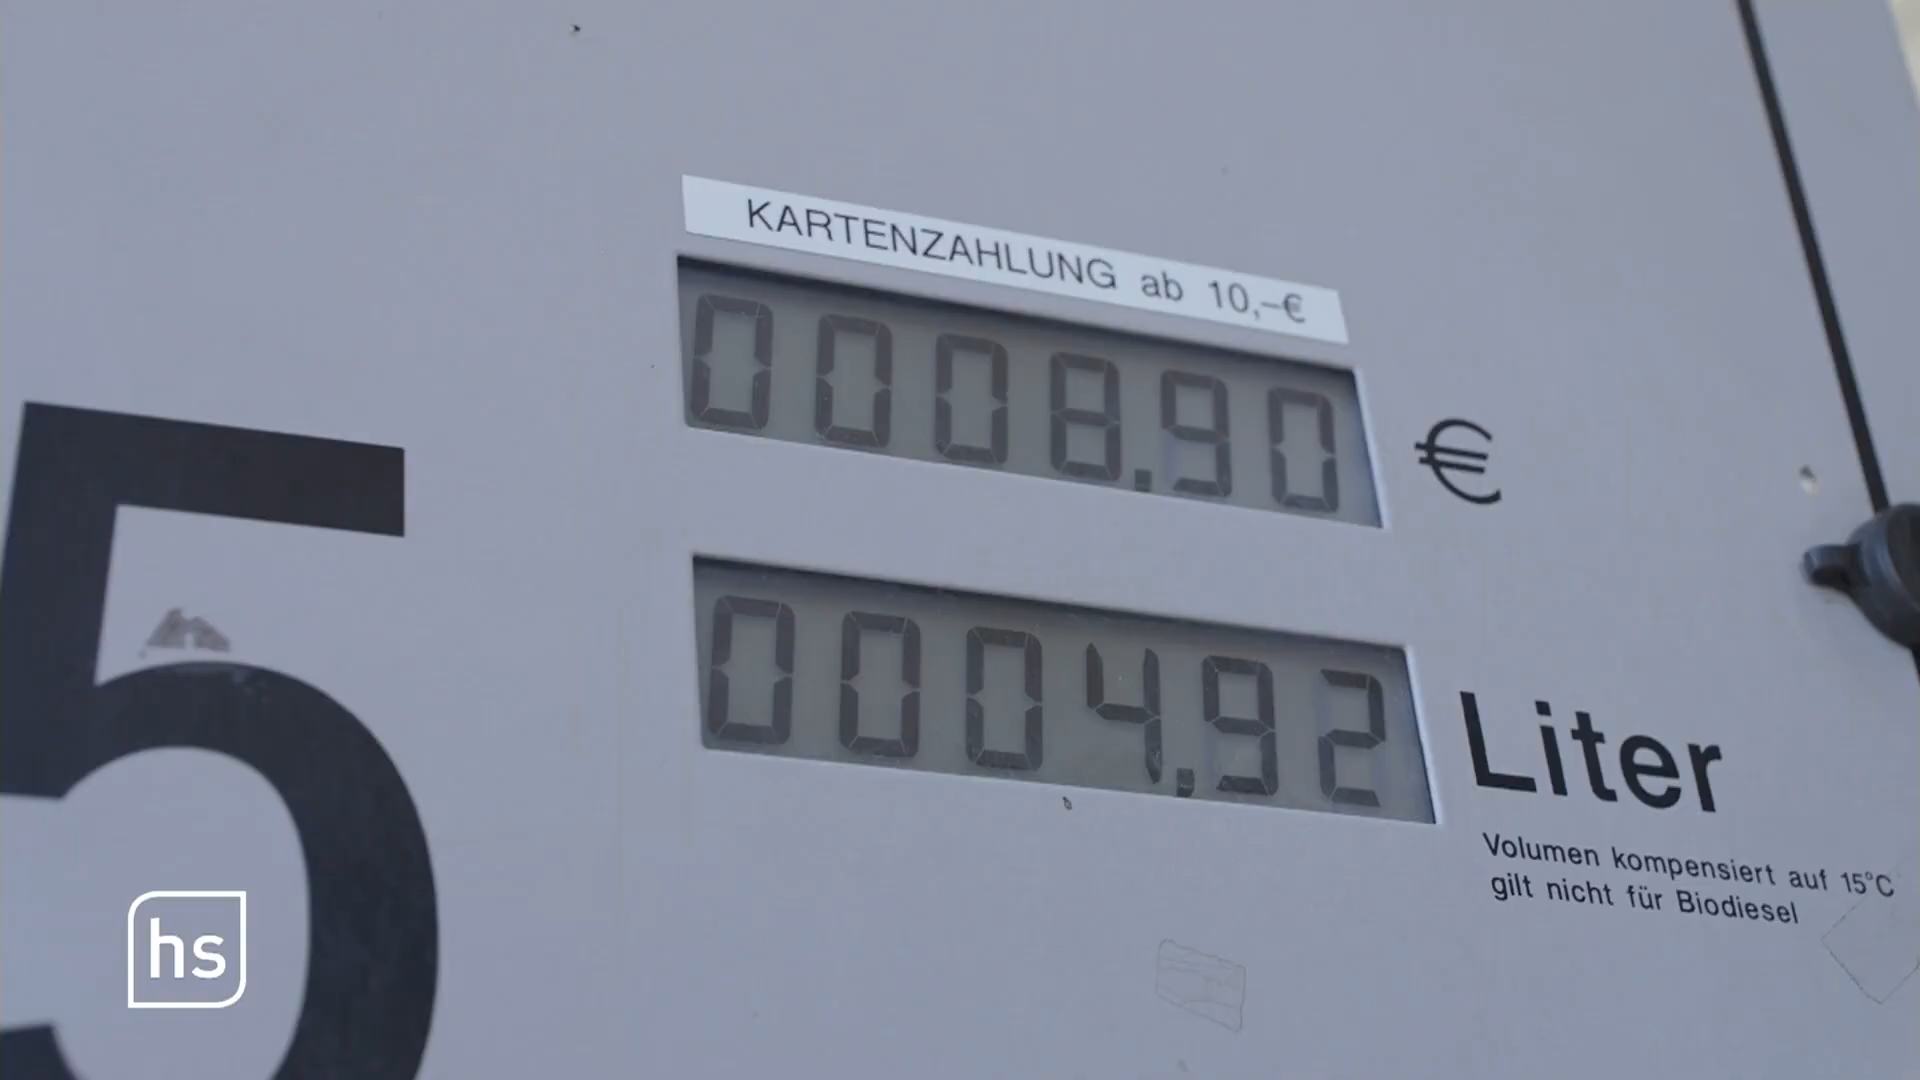 KARTENZAHLUNG ab 10,-€
0008,90 €
0004,92 Liter
Volumen kompensiert auf 15°C
gilt nicht für Biodiesel
5
hs